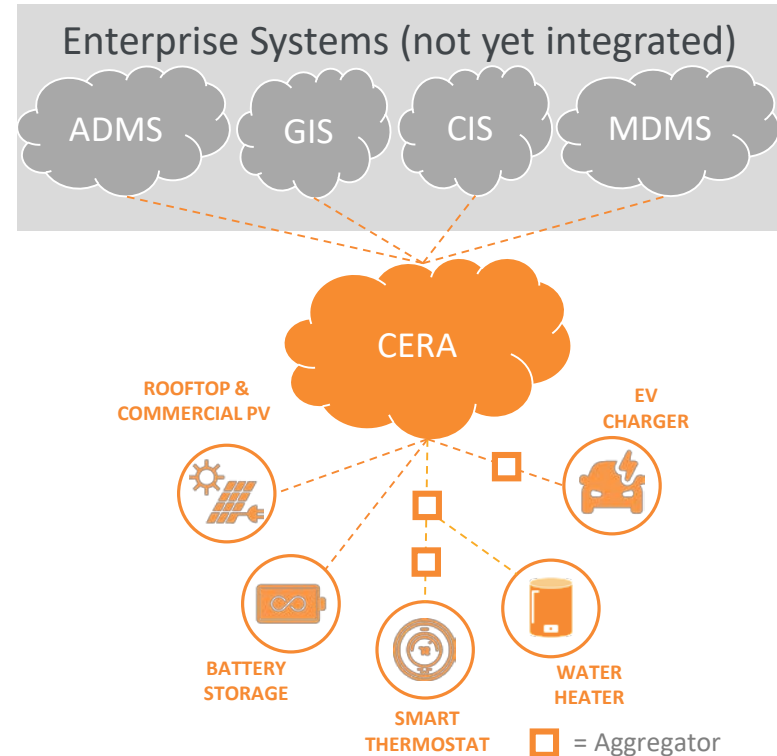 Enterprise Systems (not yet integrated)
ADMS
GIS
CIS
MDMS
CERA
ROOFTOP &
COMMERCIAL PV
EV
CHARGER
BATTERY
STORAGE
SMART
THERMOSTAT
WATER
HEATER
= Aggregator